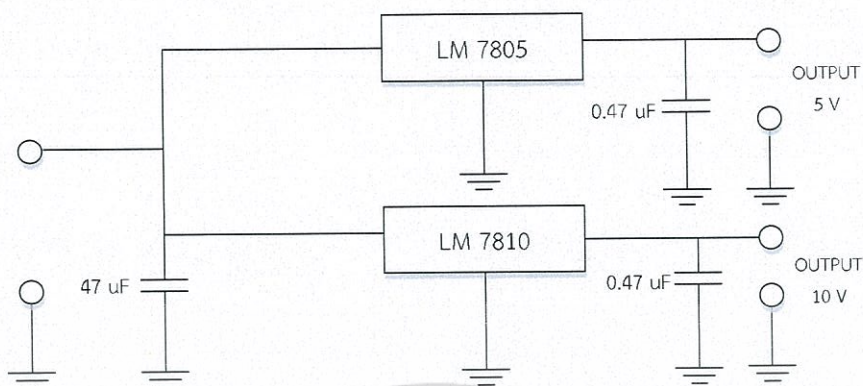 LM 7805
0.47 uF
OUTPUT
5 V
LM 7810
47 uF
0.47 uF
OUTPUT
10 V